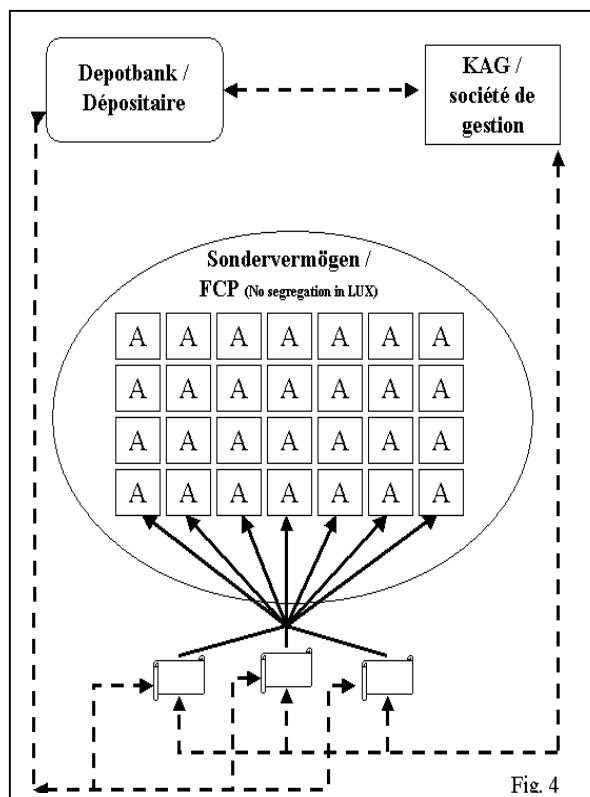 Depotbank /
Dépositaire
KAG /
société de
gestion
Sondervermögen /
FCP (No segregation in LUX)
A A A A A A A
A A A A A A A
A A A A A A A
A A A A A A A
Fig. 4